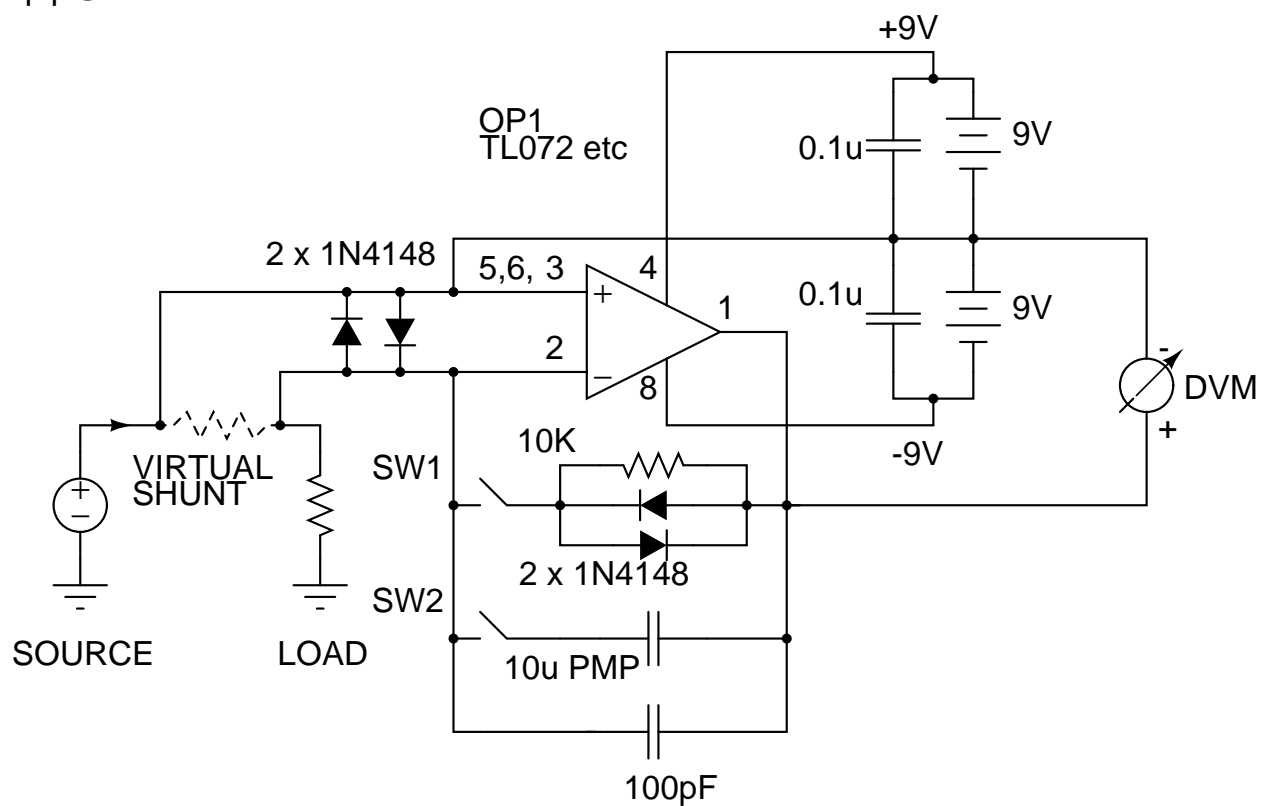 +9V
OP1
TL072 etc
0.1u
9V
2 x 1N4148
5,6, 3
4
+
1
0.1u
9V
2
−
8
-
DVM
+
10K
-9V
VIRTUAL
SHUNT
SW1
+
−
2 x 1N4148
SW2
SOURCE
LOAD
10u PMP
100pF